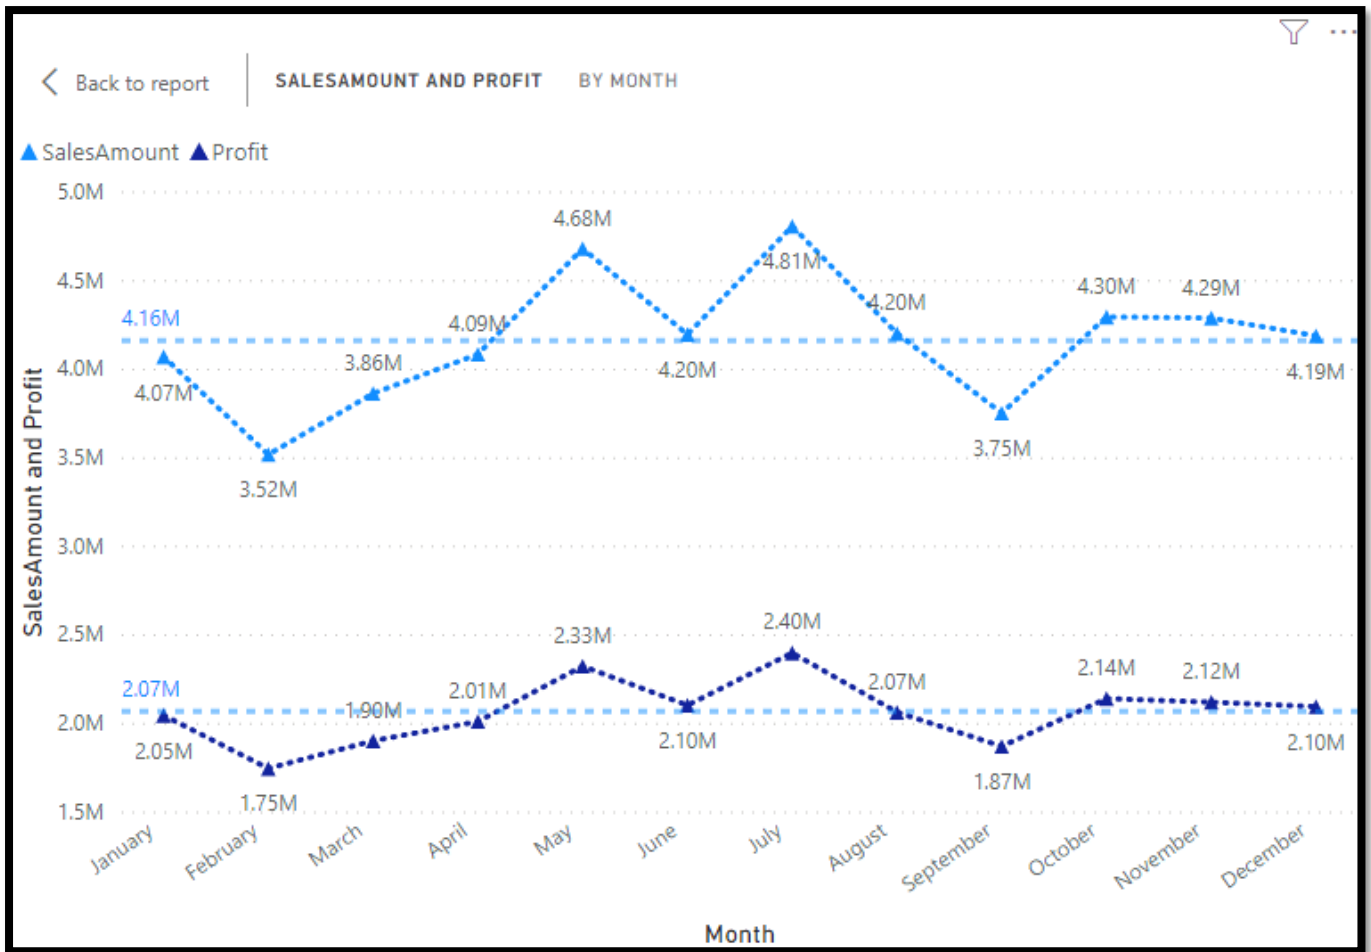 Back to report
SALESAMOUNT AND PROFIT BY MONTH
SalesAmount Profit
5.0M
4.68M
4.81M
4.5M
4.30M
4.29M
4.20M
4.16M
4.09M
4.0M
3.86M
4.20M
4.19M
4.07M
3.75M
3.5M
3.52M
3.0M
2.5M
2.33M
2.40M
2.14M
2.12M
2.07M
2.01M
2.07M
1.90M
2.0M
2.05M
2.10M
2.10M
1.87M
1.75M
1.5M
SalesAmount and Profit
January
February
March
April
May
June
July
August
September
October
November
December
Month